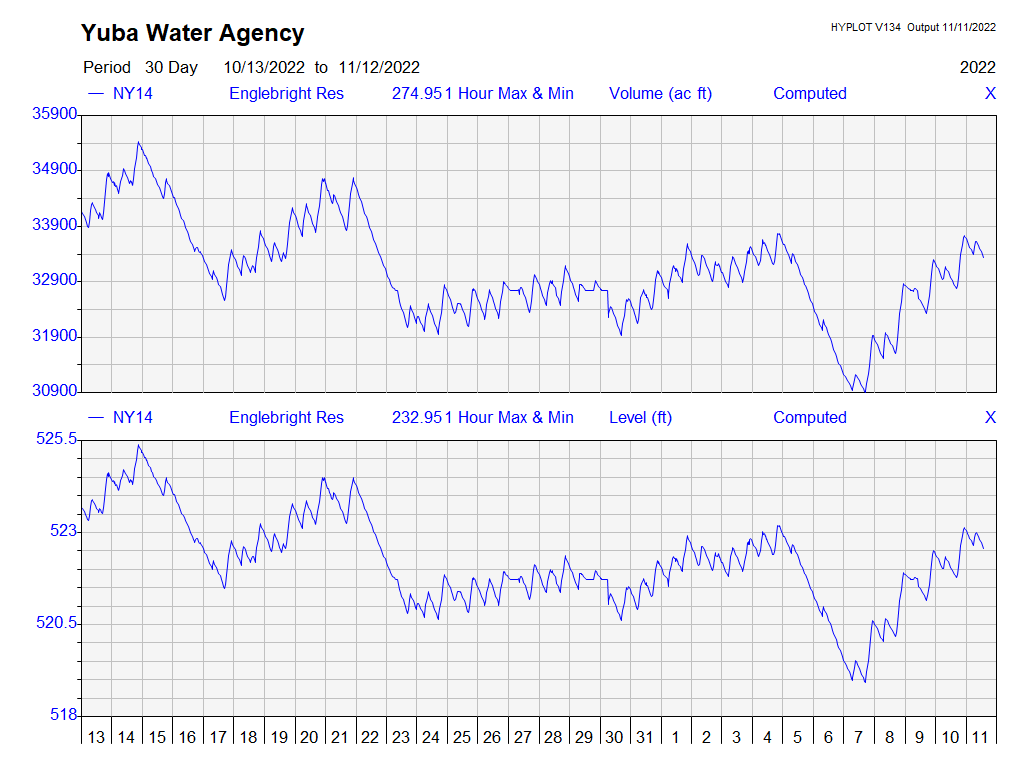 Yuba Water Agency
HYPLOT V134 Output 11/11/2022
Period 30 Day 10/13/2022 to 11/12/2022 2022
— NY14 Englebright Res 274.951 Hour Max & Min Volume (ac ft) Computed X
35900
34900
33900
32900
31900
30900
— NY14 Englebright Res 232.951 Hour Max & Min Level (ft) Computed X
525.5
523
520.5
518
13 14 15 16 17 18 19 20 21 22 23 24 25 26 27 28 29 30 31 1 2 3 4 5 6 7 8 9 10 11